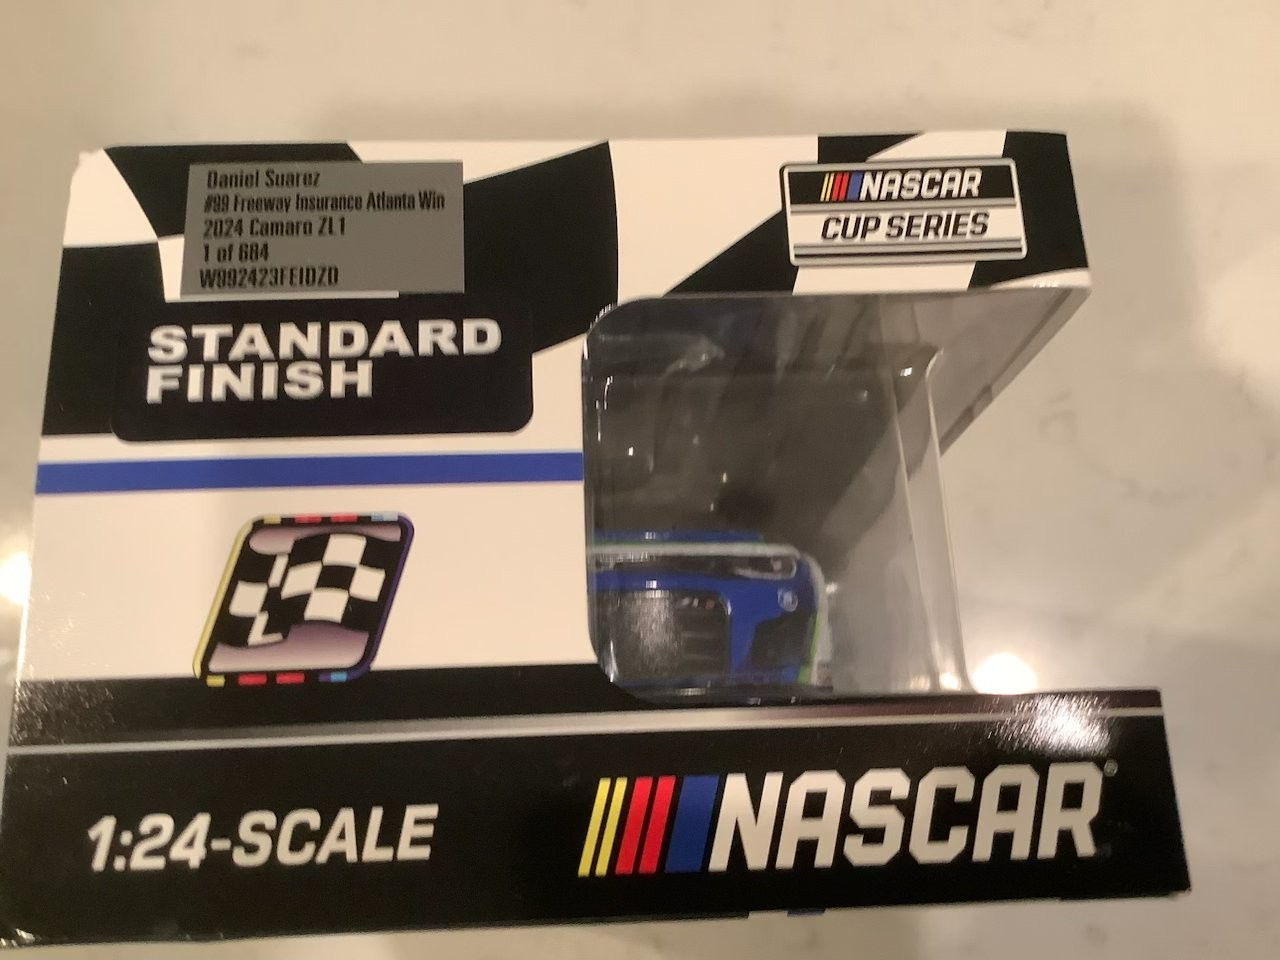 Daniel Suarez
#99 Freeway Insurance Atlanta Win
2024 Camaro ZL1
1 of 684
W992423FEIDZD
NASCAR
CUP SERIES
STANDARD
FINISH
1:24-SCALE
NASCAR®